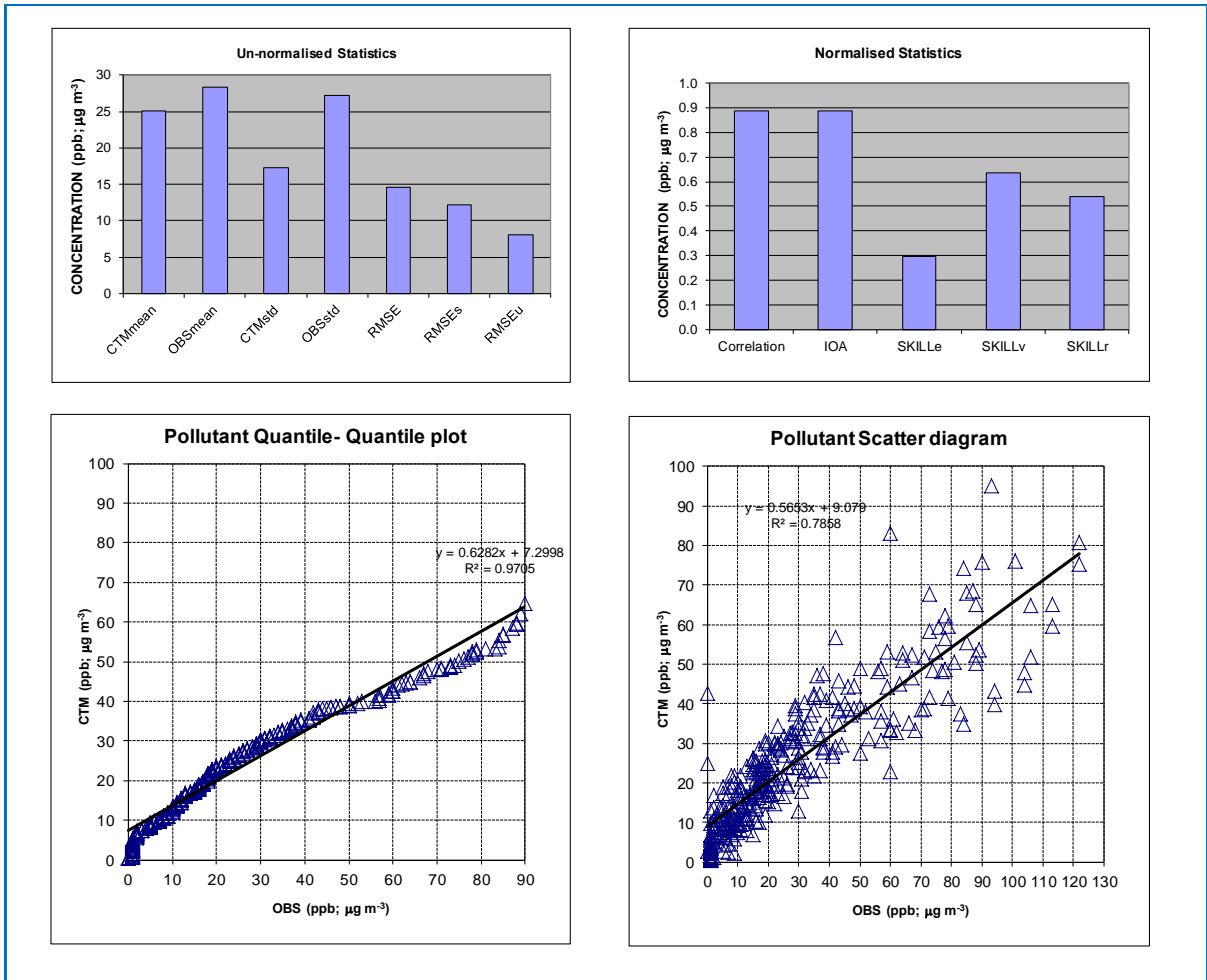 Un-normalised Statistics
CONCENTRATION (ppb; µg m-3)
30
25
20
15
10
5
0
CTMmean
OBSmean
CTMstd
OBSstd
RMSE
RMSEs
RMSEu
Normalised Statistics
CONCENTRATION (ppb; µg m-3)
1.0
0.9
0.8
0.7
0.6
0.5
0.4
0.3
0.2
0.1
0.0
Correlation IOA SKILLe SKILLv SKILLr
Pollutant Quantile- Quantile plot
CTM (ppb; µg m-3)
100
90
80
70
60
50
40
30
20
10
0
y = 0.6282x + 7.2998
R² = 0.9705
0 10 20 30 40 50 60 70 80 90
OBS (ppb; µg m-3)
Pollutant Scatter diagram
CTM (ppb; µg m-3)
100
90
80
70
60
50
40
30
20
10
0
y = 0.5653x + 9.079
R² = 0.7858
0 10 20 30 40 50 60 70 80 90 100 110 120 130
OBS (ppb; µg m-3)